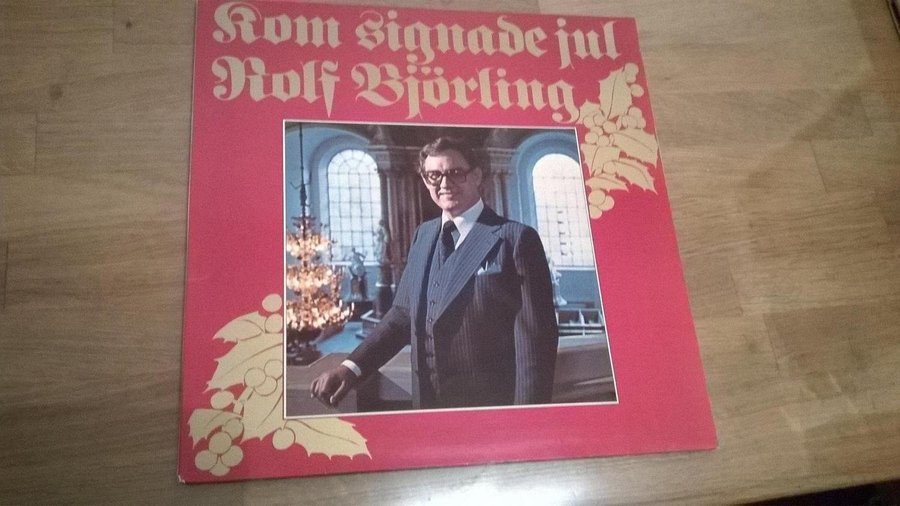 Kom signade jul
Rolf Björling